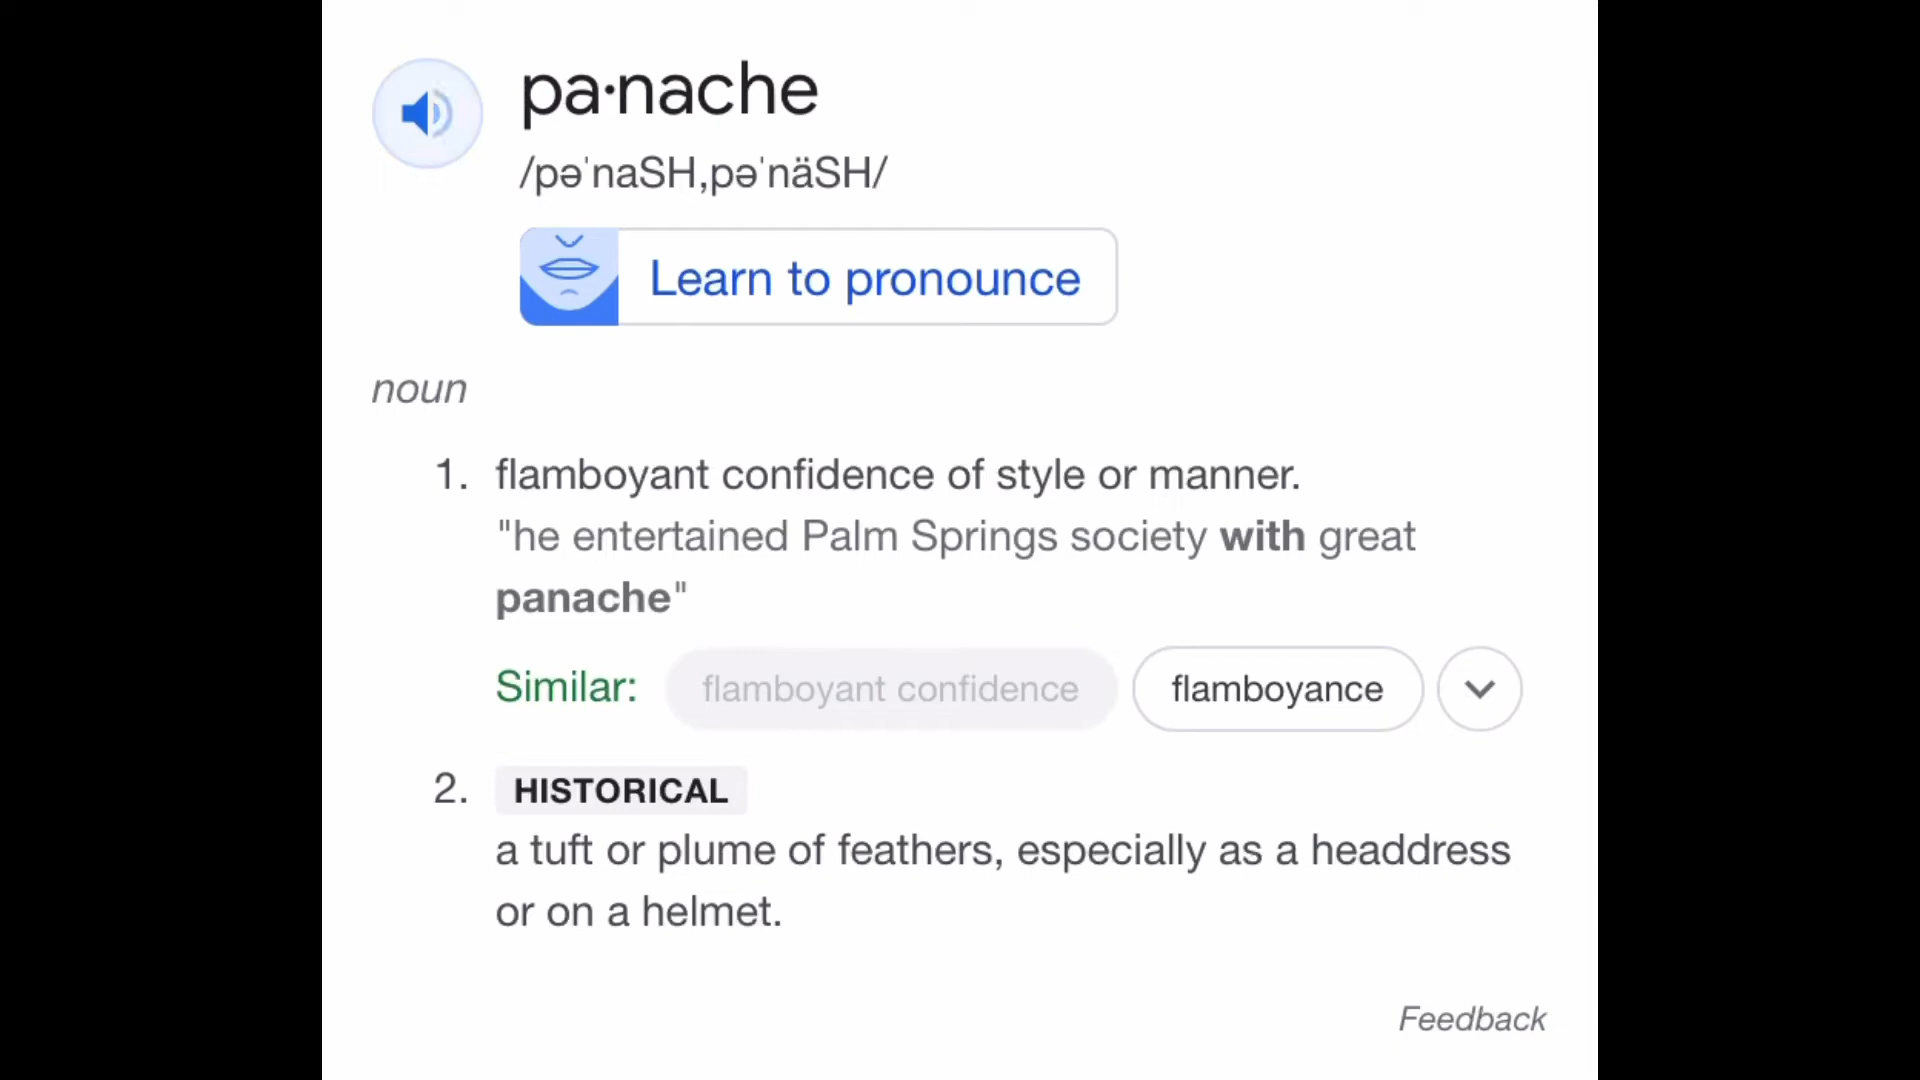 pa·nache
/pəˈnaSH,pəˈnäSH/
Learn to pronounce
noun
1. flamboyant confidence of style or manner.
"he entertained Palm Springs society with great
panache"
Similar: flamboyant confidence flamboyance
2. HISTORICAL
a tuft or plume of feathers, especially as a headdress
or on a helmet.
Feedback